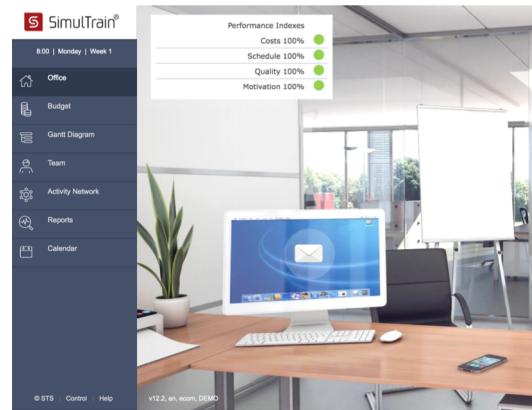 SimulTrain®
8:00 | Monday | Week 1
Office
Budget
Gantt Diagram
Team
Activity Network
Reports
Calendar
© STS Control Help
Performance Indexes
Costs 100%
Schedule 100%
Quality 100%
Motivation 100%
v12.2, en, ecom, DEMO